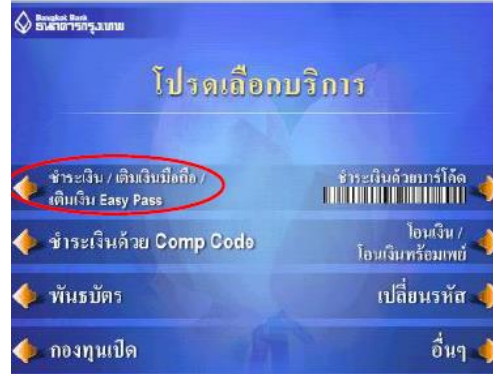 Bangkok Bank
ธนาคารกรุงเทพ
โปรดเลือกบริการ
ชำระเงิน / เติมเงินมือถือ /
เติมเงิน Easy Pass
ชำระเงินด้วยบาร์โค้ด
ชำระเงินด้วย Comp Code
โอนเงิน /
โอนเงินพร้อมเพย์
พันธบัตร
เปลี่ยนรหัส
กองทุนเปิด
อื่นๆ